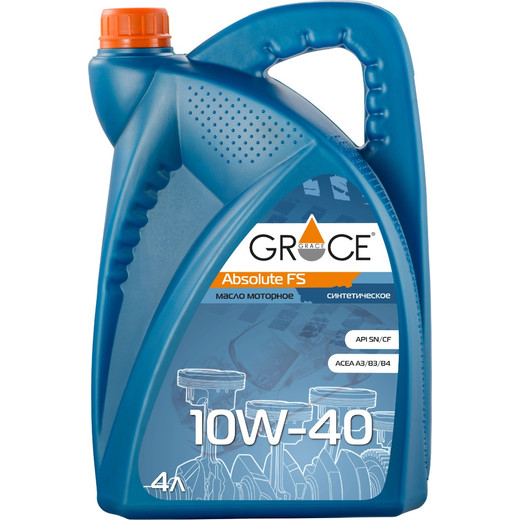 GRACE®
GRACE
Absolute FS
масло моторное синтетическое
API SN/CF
ACEA A3/B3/B4
10W-40
4л